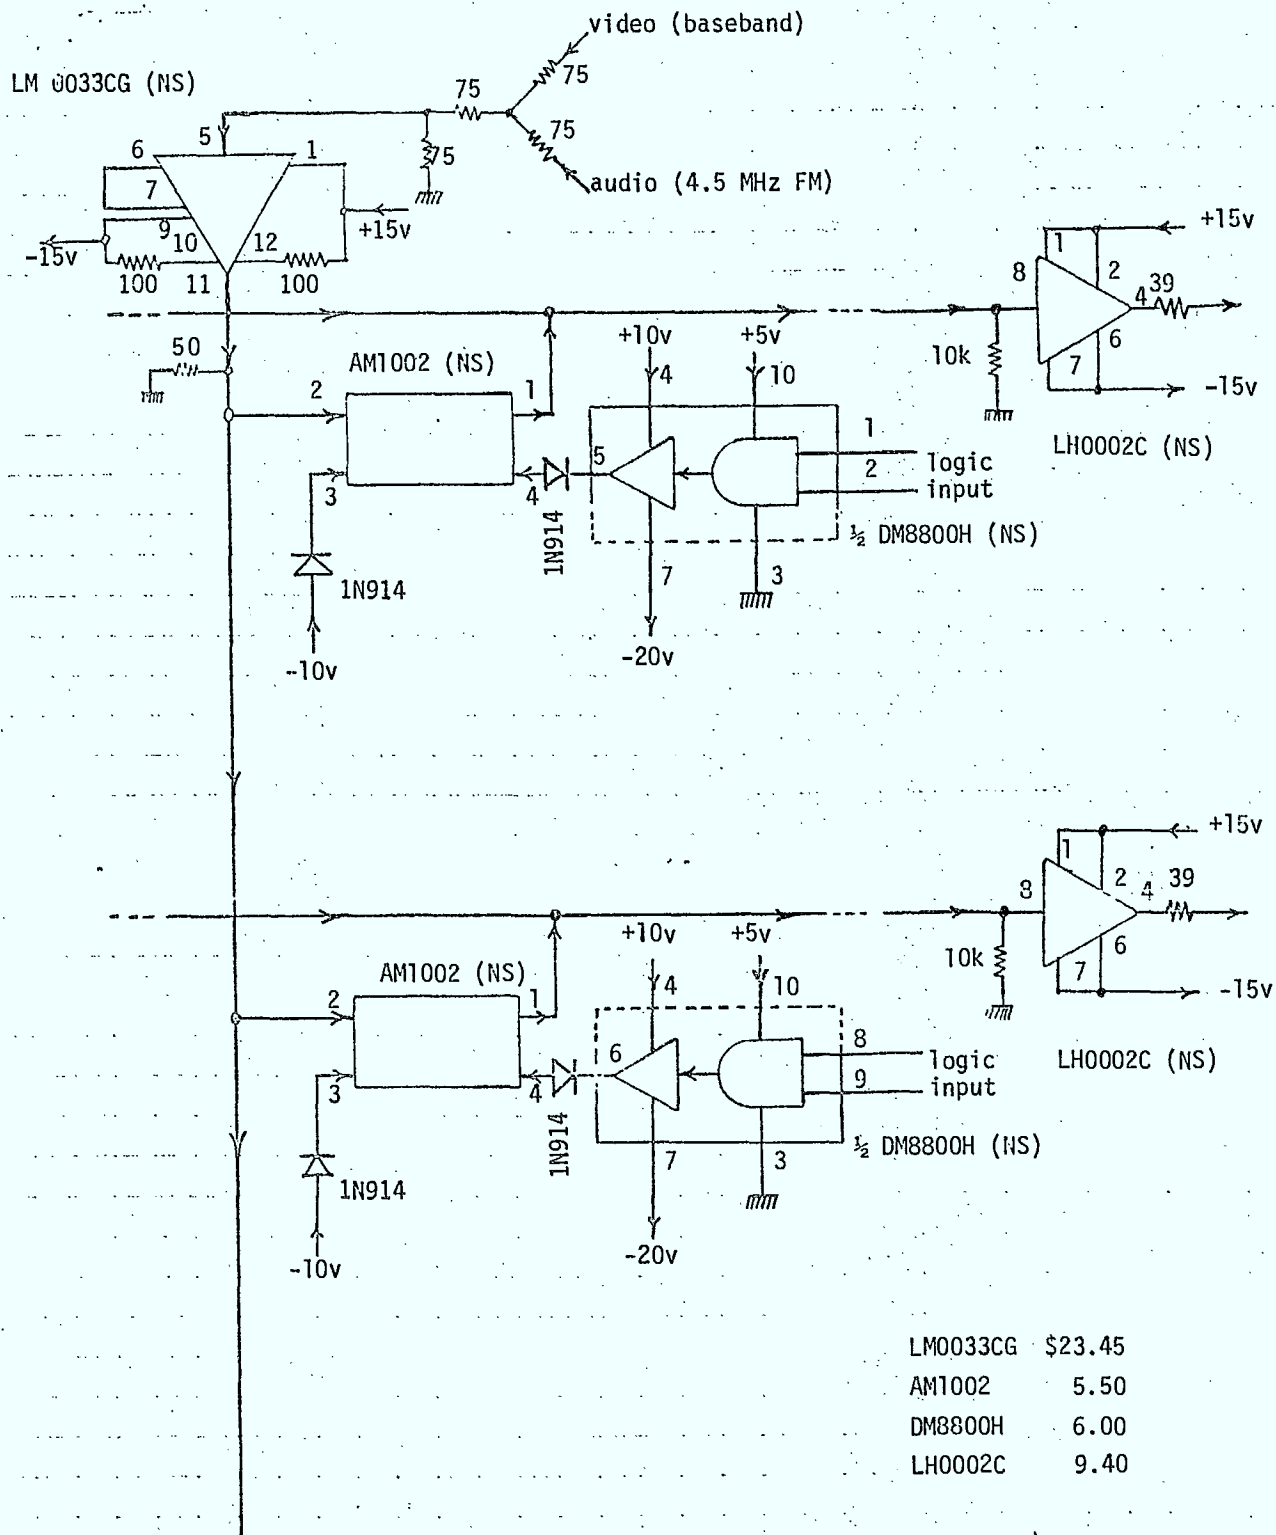 video (baseband)
LM 0033CG (NS)
75
75
75
75
audio (4.5 MHz FM)
5
6
1
7
9
10
12
11
-15v
+15v
100
100
50
AM1002 (NS)
2
1
3
4
1N914
-10v
1N914
+10v
+5v
4
10
5
1
2
logic
input
½ DM8800H (NS)
7
3
-20v
+15v
1
8
2
4
39
6
7
10k
-15v
LH0002C (NS)
AM1002 (NS)
2
1
3
4
1N914
-10v
1N914
+10v
+5v
4
10
6
8
9
logic
input
½ DM8800H (NS)
7
3
-20v
+15v
1
8
2
4
39
6
7
10k
-15v
LH0002C (NS)
LM0033CG $23.45
AM1002 5.50
DM8800H 6.00
LH0002C 9.40